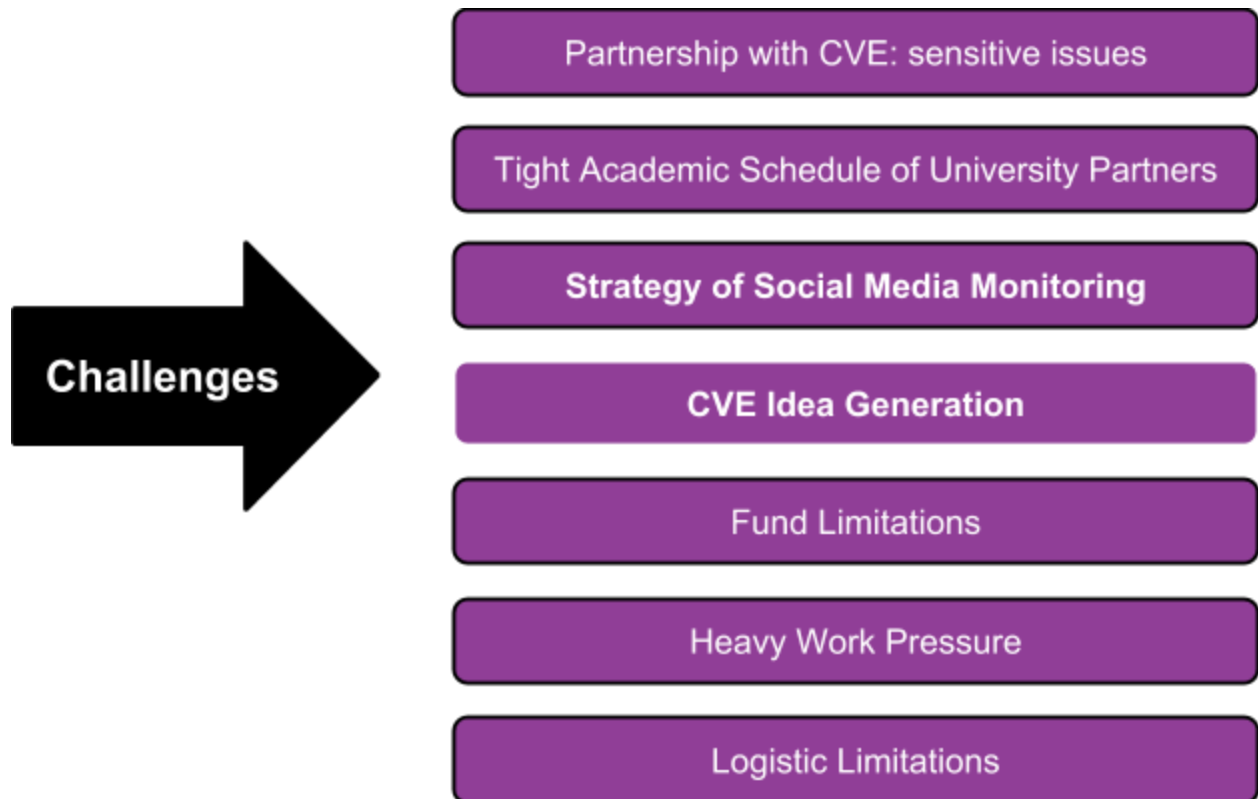 Challenges
Partnership with CVE: sensitive issues
Tight Academic Schedule of University Partners
Strategy of Social Media Monitoring
CVE Idea Generation
Fund Limitations
Heavy Work Pressure
Logistic Limitations